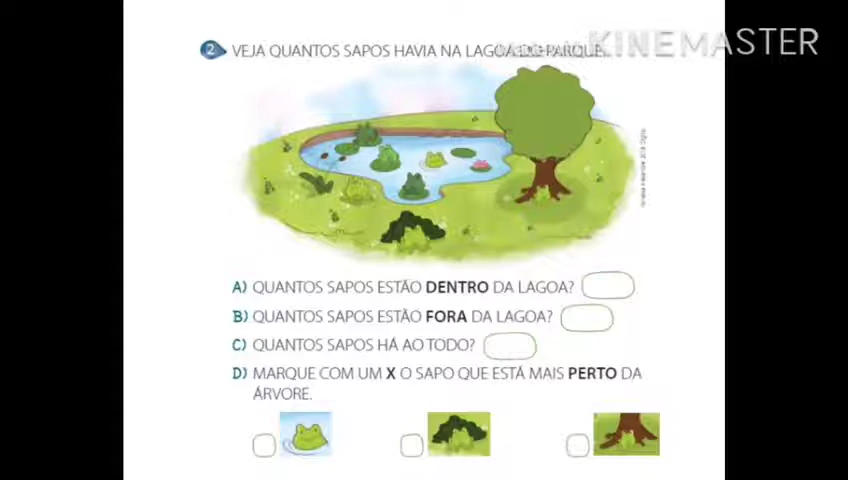 KINEMASTER
2 VEJA QUANTOS SAPOS HAVIA NA LAGOA DO PARQUE.
A) QUANTOS SAPOS ESTÃO DENTRO DA LAGOA?
B) QUANTOS SAPOS ESTÃO FORA DA LAGOA?
C) QUANTOS SAPOS HÁ AO TODO?
D) MARQUE COM UM X O SAPO QUE ESTÁ MAIS PERTO DA
ÁRVORE.